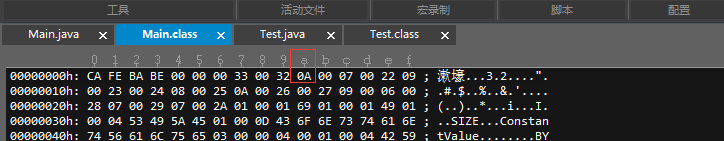 工具 活动文件 宏录制 脚本 配置
Main.java Main.class Test.java Test.class
0 1 2 3 4 5 6 7 8 9 a b c d e f
00000000h: CA FE BA BE 00 00 00 33 00 32 0A 00 07 00 22 09 ; 漱壕...3.2....".
00000010h: 00 23 00 24 08 00 25 0A 00 26 00 27 09 00 06 00 ; .#.$..%..&.'....
00000020h: 28 07 00 29 07 00 2A 01 00 01 69 01 00 01 49 01 ; (..)..*...i...I.
00000030h: 00 04 53 49 5A 45 01 00 0D 43 6F 6E 73 74 61 6E ; ..SIZE...Constan
00000040h: 74 56 61 6C 75 65 03 00 00 00 04 01 00 04 42 59 ; tValue........BY